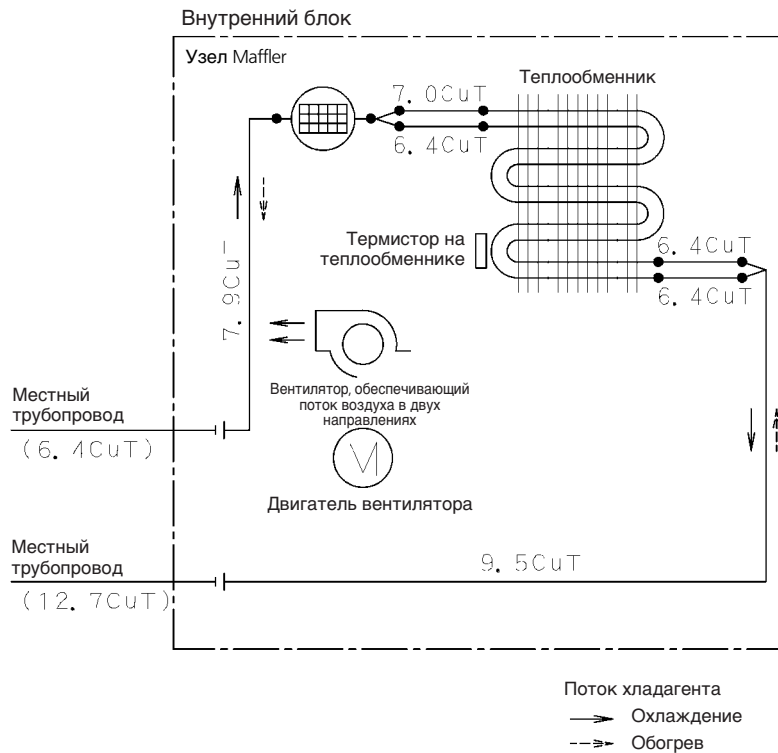 Внутренний блок
Узел Maffler
Теплообменник
7. 0CuT
6. 4CuT
Термистор на
теплообменнике
6. 4CuT
6. 4CuT
7. 9CuT
Вентилятор, обеспечивающий
поток воздуха в двух
направлениях
Местный
трубопровод
(6. 4CuT)
M
Двигатель вентилятора
Местный
трубопровод
(12. 7CuT)
9. 5CuT
Поток хладагента
Охлаждение
Обогрев